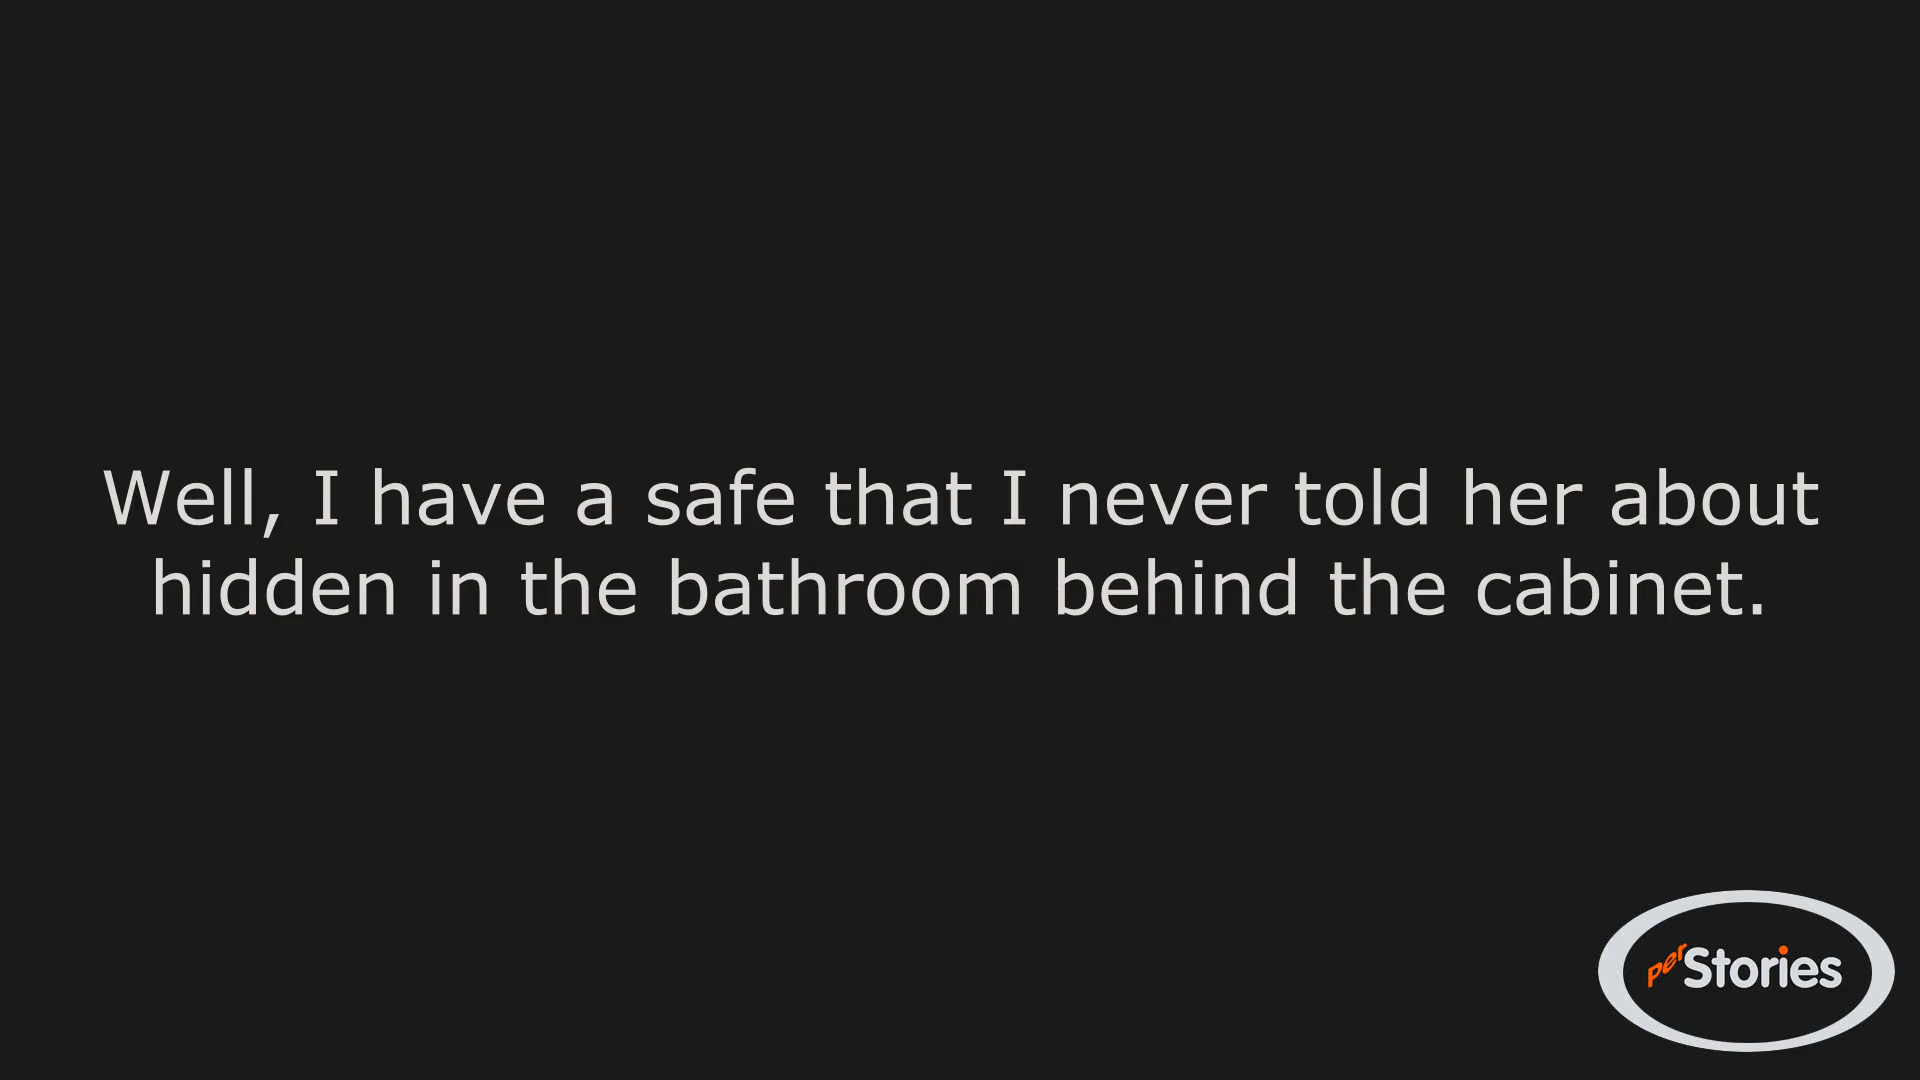 Well, I have a safe that I never told her about
hidden in the bathroom behind the cabinet.
perStories